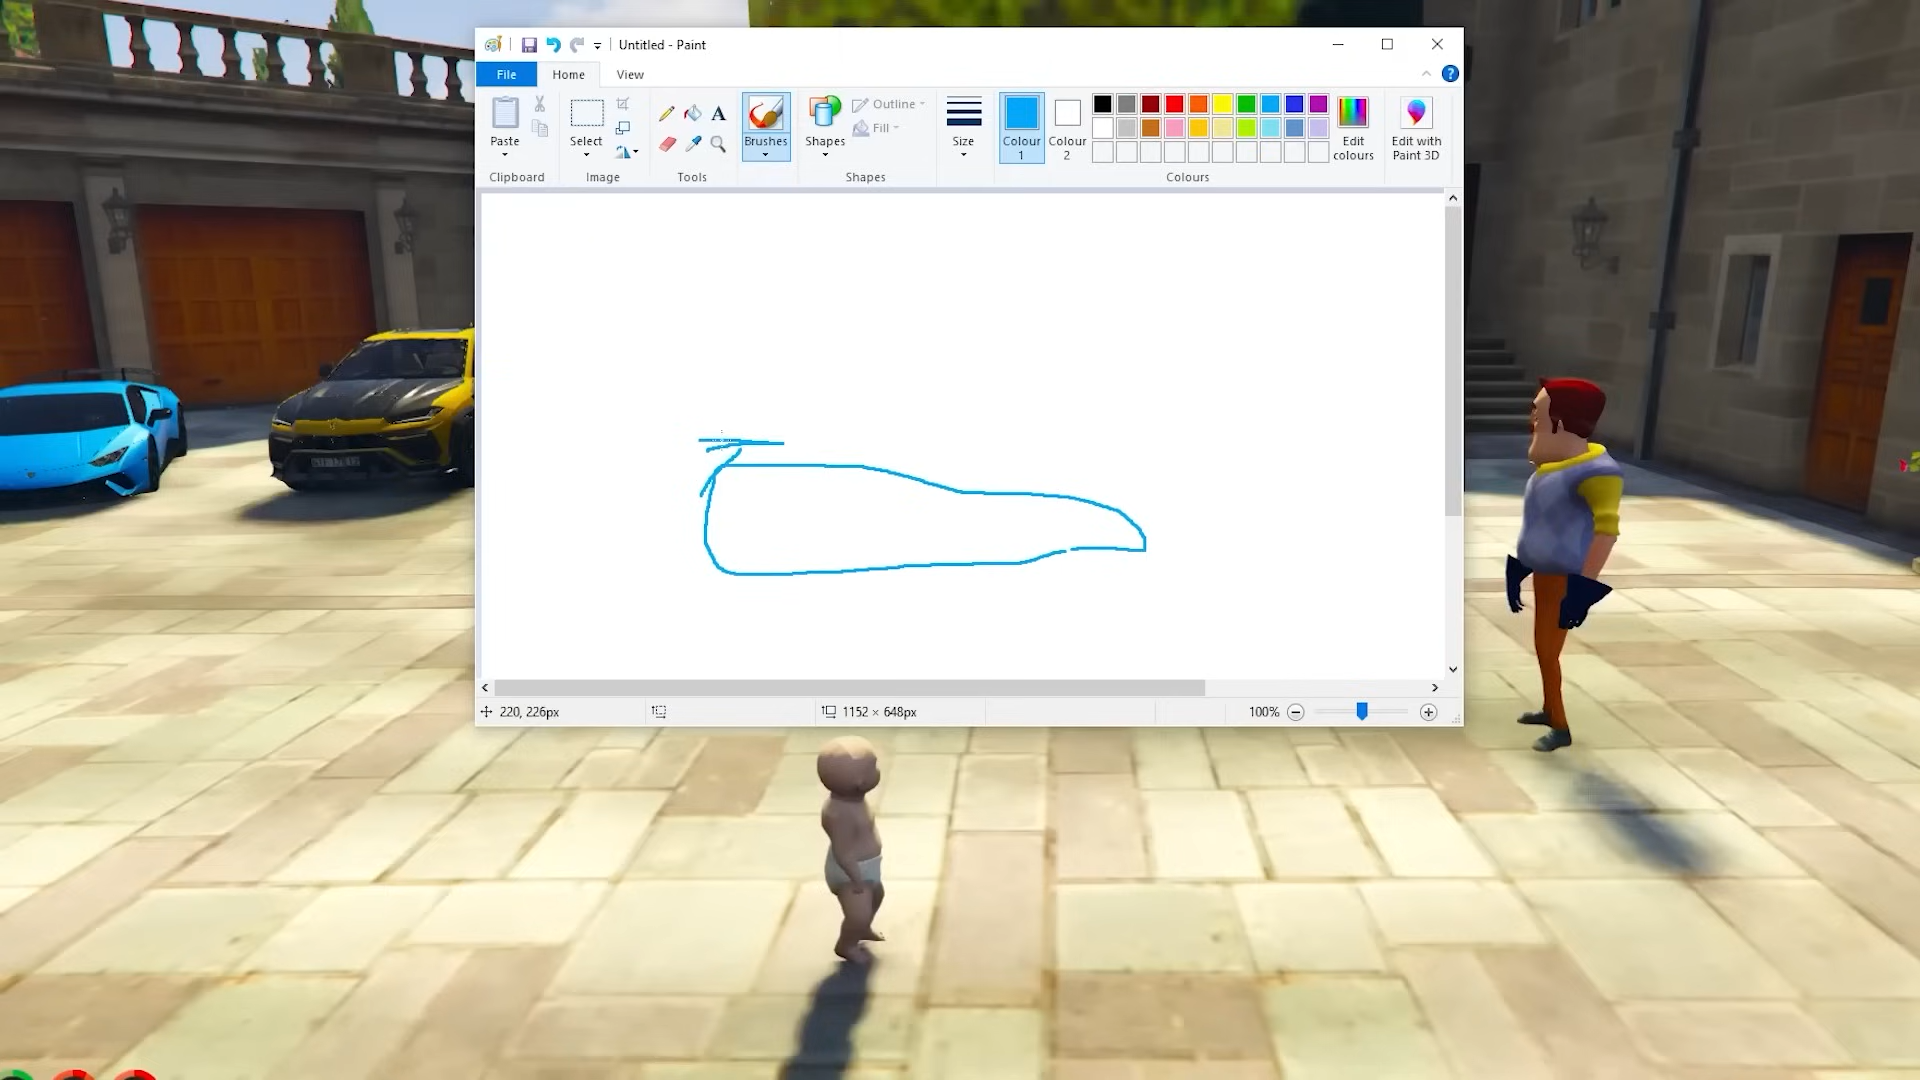 Untitled - Paint
File Home View
Paste Select Brushes Shapes Outline Fill Size Colour 1 Colour 2 Edit colours Edit with Paint 3D
Clipboard Image Tools Shapes Colours
220, 226px 1152 × 648px 100%